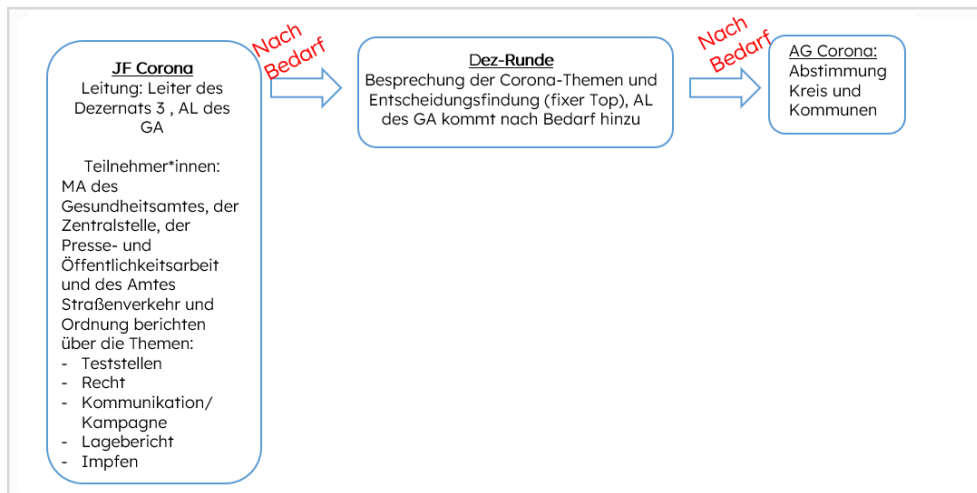 JF Corona
Leitung: Leiter des
Dezernats 3 , AL des
GA
Teilnehmer*innen:
MA des
Gesundheitsamtes, der
Zentralstelle, der
Presse- und
Öffentlichkeitsarbeit
und des Amtes
Straßenverkehr und
Ordnung berichten
über die Themen:
- Teststellen
- Recht
- Kommunikation/
Kampagne
- Lagebericht
- Impfen
Nach
Bedarf
Dez-Runde
Besprechung der Corona-Themen und
Entscheidungsfindung (fixer Top), AL
des GA kommt nach Bedarf hinzu
Nach
Bedarf
AG Corona:
Abstimmung
Kreis und
Kommunen